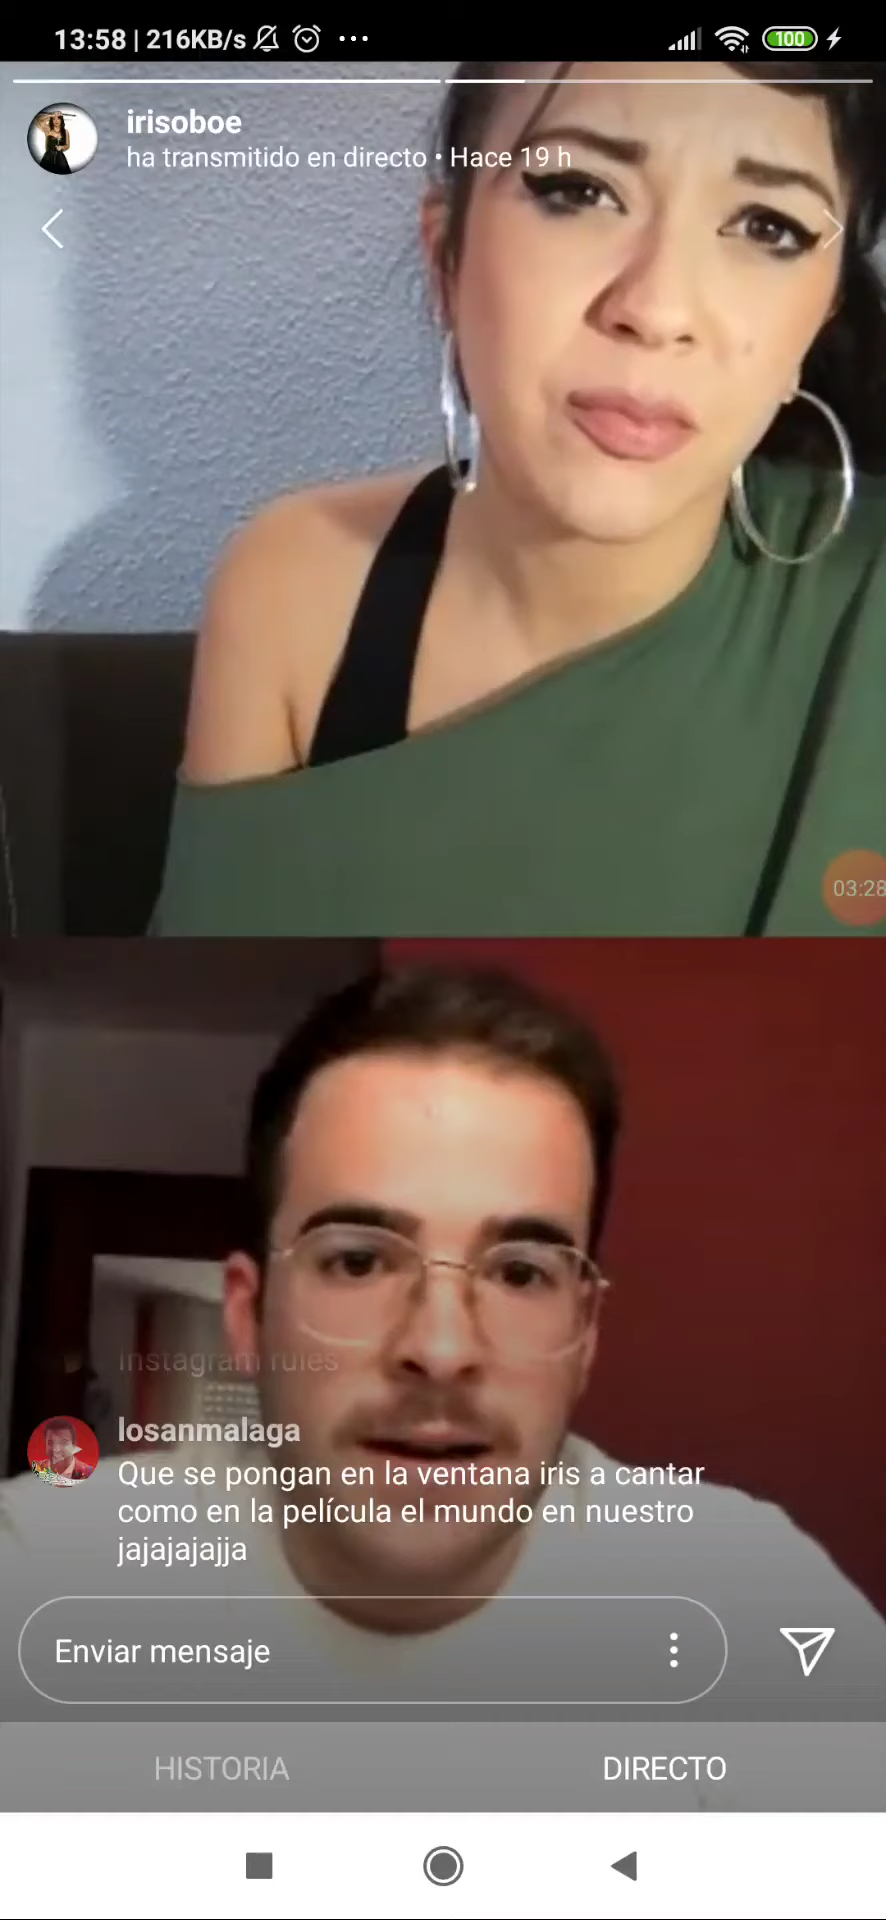 13:58 | 216KB/s ...
100
irisoboe
ha transmitido en directo • Hace 19 h
03:28
Instagram rules
losanmalaga
Que se pongan en la ventana iris a cantar
como en la película el mundo en nuestro
jajajajajja
Enviar mensaje
HISTORIA
DIRECTO